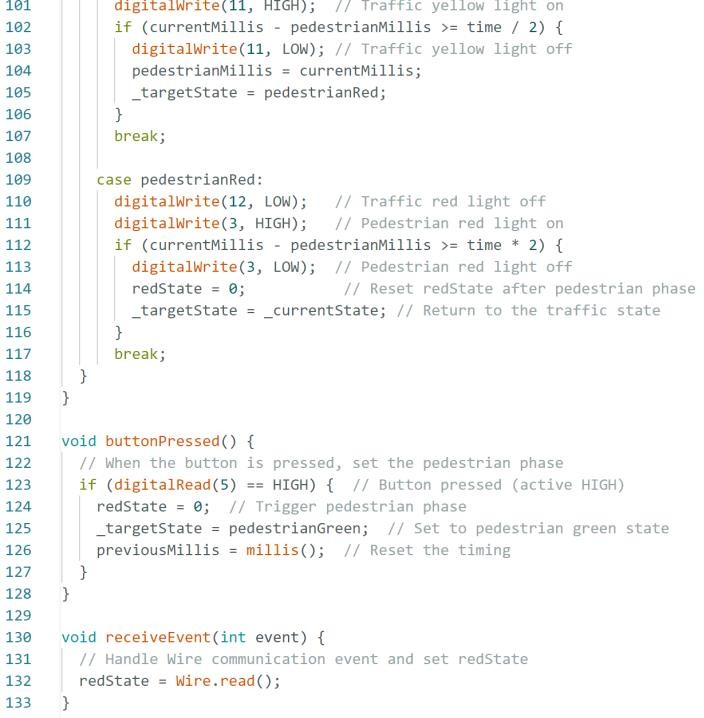 101 digitalWrite(11, HIGH); // Traffic yellow light on
102 if (currentMillis - pedestrianMillis >= time / 2) {
103 digitalWrite(11, LOW); // Traffic yellow light off
104 pedestrianMillis = currentMillis;
105 _targetState = pedestrianRed;
106 }
107 break;
108
109 case pedestrianRed:
110 digitalWrite(12, LOW); // Traffic red light off
111 digitalWrite(3, HIGH); // Pedestrian red light on
112 if (currentMillis - pedestrianMillis >= time * 2) {
113 digitalWrite(3, LOW); // Pedestrian red light off
114 redState = 0; // Reset redState after pedestrian phase
115 _targetState = _currentState; // Return to the traffic state
116 }
117 break;
118 }
119 }
120
121 void buttonPressed() {
122 // When the button is pressed, set the pedestrian phase
123 if (digitalRead(5) == HIGH) { // Button pressed (active HIGH)
124 redState = 0; // Trigger pedestrian phase
125 _targetState = pedestrianGreen; // Set to pedestrian green state
126 previousMillis = millis(); // Reset the timing
127 }
128 }
129
130 void receiveEvent(int event) {
131 // Handle Wire communication event and set redState
132 redState = Wire.read();
133 }